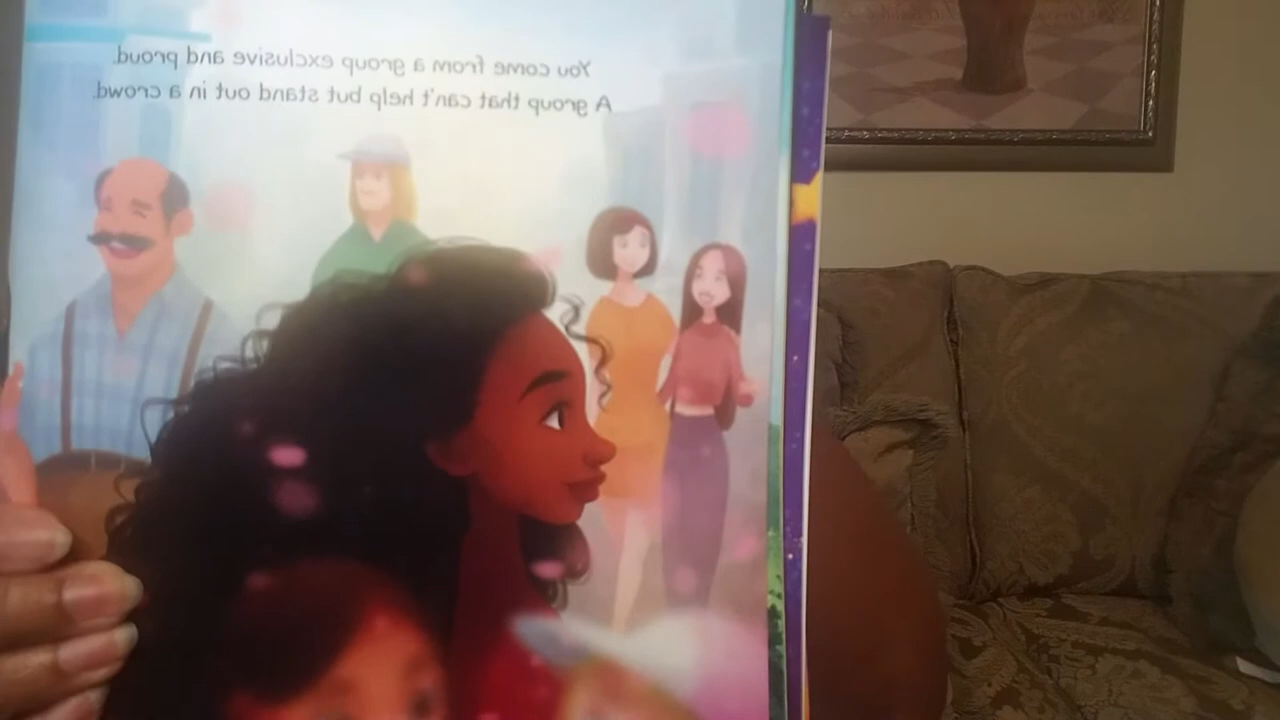 You come from a group exclusive and proud.
A group that can't help but stand out in a crowd.